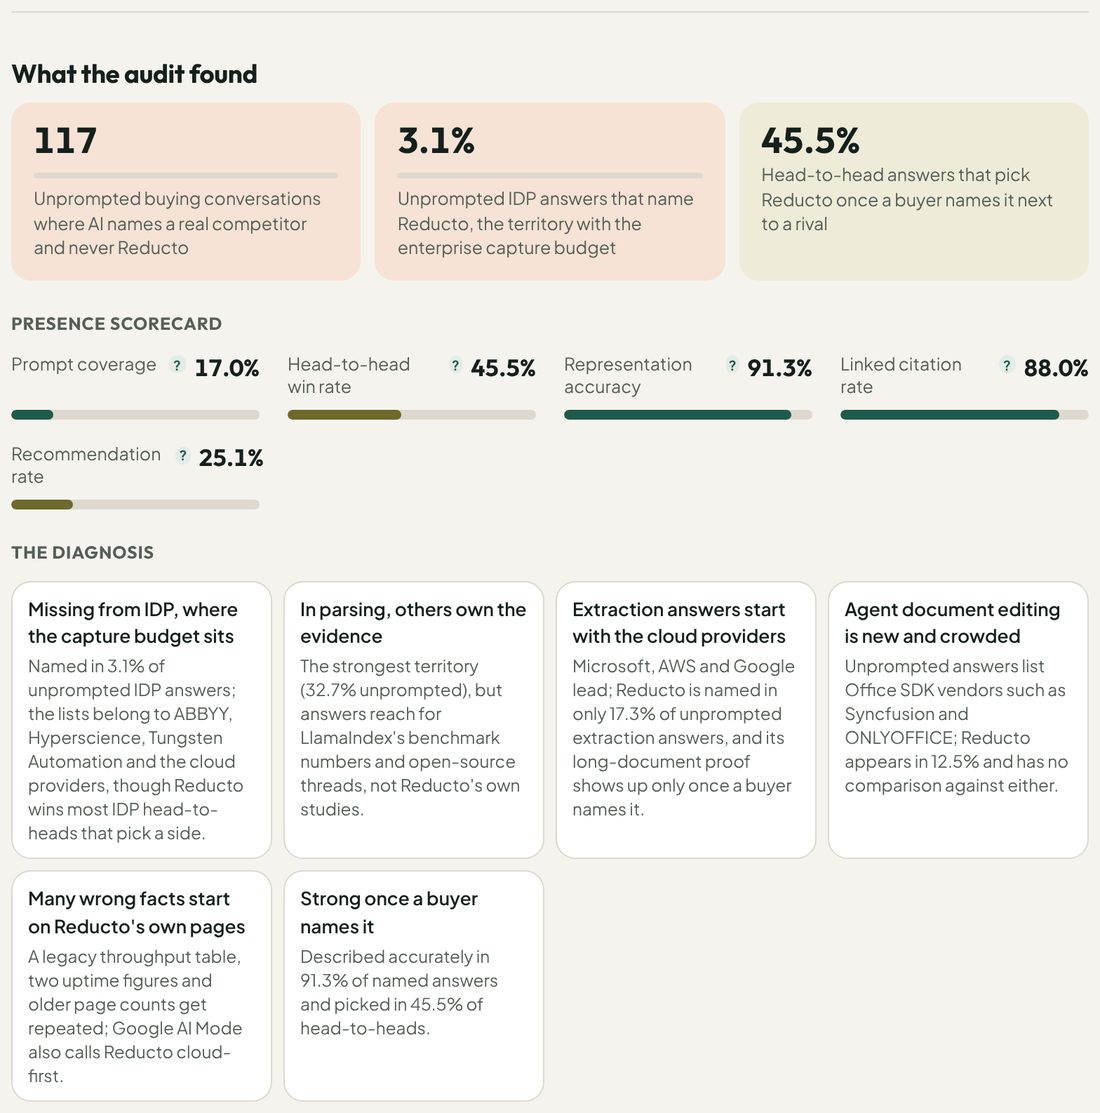 What the audit found
117
Unprompted buying conversations
where AI names a real competitor
and never Reducto
3.1%
Unprompted IDP answers that name
Reducto, the territory with the
enterprise capture budget
45.5%
Head-to-head answers that pick
Reducto once a buyer names it next
to a rival
PRESENCE SCORECARD
Prompt coverage ? 17.0%
Head-to-head
win rate
? 45.5%
Representation
accuracy
? 91.3%
Linked citation
rate
? 88.0%
Recommendation
rate
? 25.1%
THE DIAGNOSIS
Missing from IDP, where
the capture budget sits
Named in 3.1% of
unprompted IDP answers;
the lists belong to ABBYY,
Hyperscience, Tungsten
Automation and the cloud
providers, though Reducto
wins most IDP head-to-
heads that pick a side.
In parsing, others own the
evidence
The strongest territory
(32.7% unprompted), but
answers reach for
LlamaIndex's benchmark
numbers and open-source
threads, not Reducto's own
studies.
Extraction answers start
with the cloud providers
Microsoft, AWS and Google
lead; Reducto is named in
only 17.3% of unprompted
extraction answers, and its
long-document proof
shows up only once a buyer
names it.
Agent document editing
is new and crowded
Unprompted answers list
Office SDK vendors such as
Syncfusion and
ONLYOFFICE; Reducto
appears in 12.5% and has no
comparison against either.
Many wrong facts start
on Reducto's own pages
A legacy throughput table,
two uptime figures and
older page counts get
repeated; Google AI Mode
also calls Reducto cloud-
first.
Strong once a buyer
names it
Described accurately in
91.3% of named answers
and picked in 45.5% of
head-to-heads.